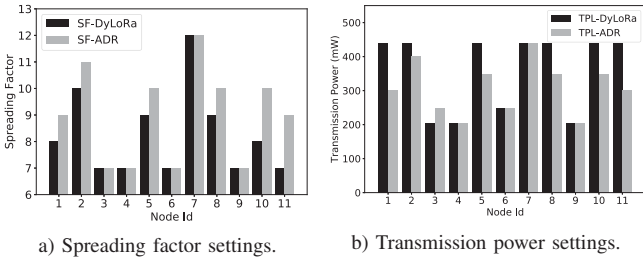 SF-DyLoRa
SF-ADR
Spreading Factor
13
12
11
10
9
8
7
6
1 2 3 4 5 6 7 8 9 10 11
Node Id
a) Spreading factor settings.
TPL-DyLoRa
TPL-ADR
Transmission Power (mW)
500
400
300
200
100
0
1 2 3 4 5 6 7 8 9 10 11
Node Id
b) Transmission power settings.